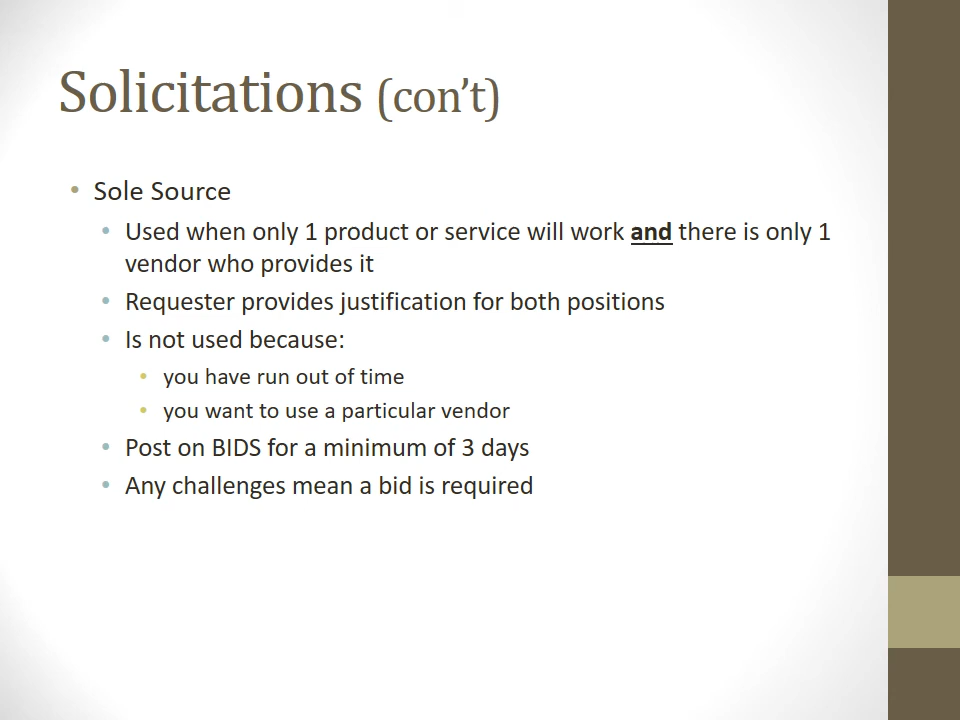 Solicitations (con’t)
• Sole Source
• Used when only 1 product or service will work and there is only 1
vendor who provides it
• Requester provides justification for both positions
• Is not used because:
• you have run out of time
• you want to use a particular vendor
• Post on BIDS for a minimum of 3 days
• Any challenges mean a bid is required